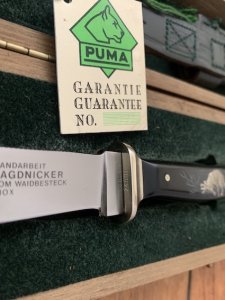 PUMA
GARANTIE
GUARANTEE
NO.
ANDARBEIT
AGDNICKER
OM WAIDBESTECK
OX